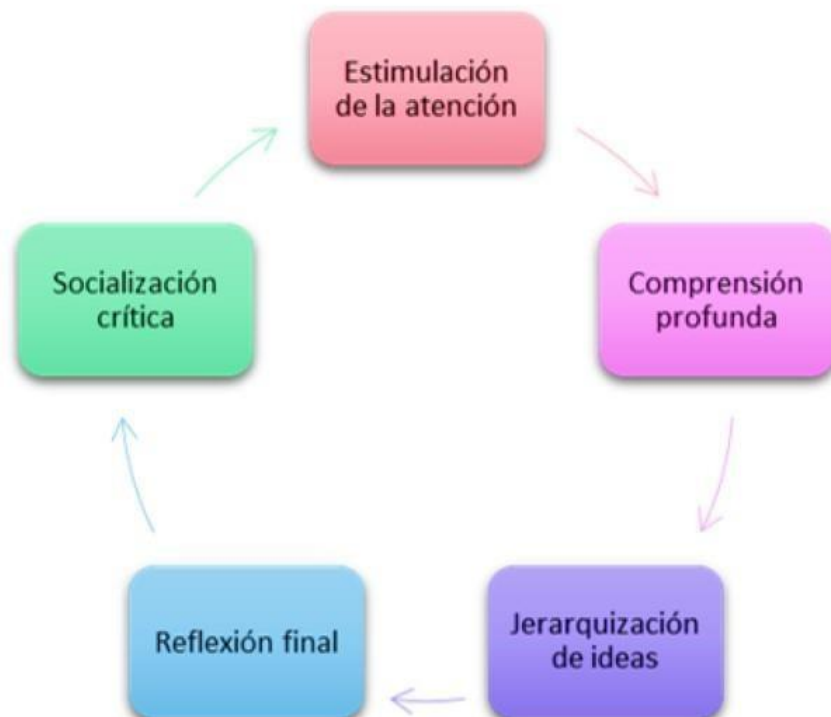 Estimulación
de la atención
Comprensión
profunda
Jerarquización
de ideas
Reflexión final
Socialización
crítica